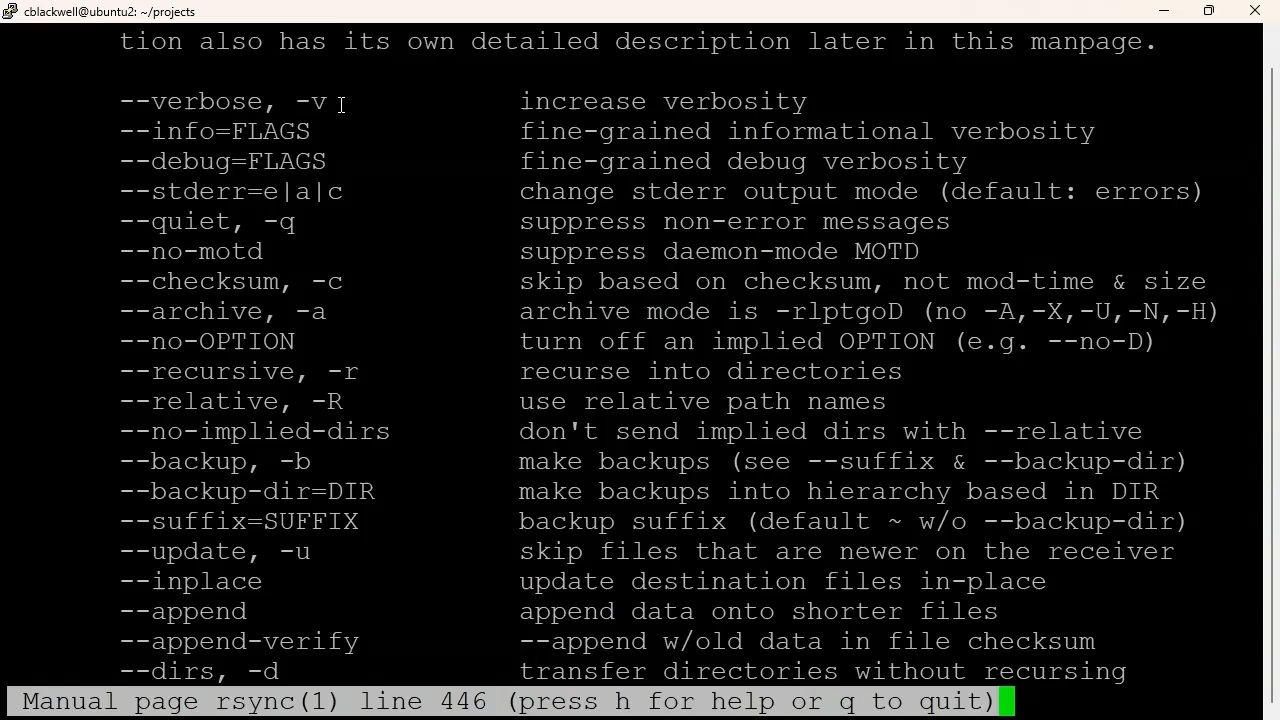 cblackwell@ubuntu2: ~/projects
tion also has its own detailed description later in this manpage.
--verbose, -v increase verbosity
--info=FLAGS fine-grained informational verbosity
--debug=FLAGS fine-grained debug verbosity
--stderr=e|a|c change stderr output mode (default: errors)
--quiet, -q suppress non-error messages
--no-motd suppress daemon-mode MOTD
--checksum, -c skip based on checksum, not mod-time & size
--archive, -a archive mode is -rlptgoD (no -A,-X,-U,-N,-H)
--no-OPTION turn off an implied OPTION (e.g. --no-D)
--recursive, -r recurse into directories
--relative, -R use relative path names
--no-implied-dirs don't send implied dirs with --relative
--backup, -b make backups (see --suffix & --backup-dir)
--backup-dir=DIR make backups into hierarchy based in DIR
--suffix=SUFFIX backup suffix (default ~ w/o --backup-dir)
--update, -u skip files that are newer on the receiver
--inplace update destination files in-place
--append append data onto shorter files
--append-verify --append w/old data in file checksum
--dirs, -d transfer directories without recursing
Manual page rsync(1) line 446 (press h for help or q to quit)